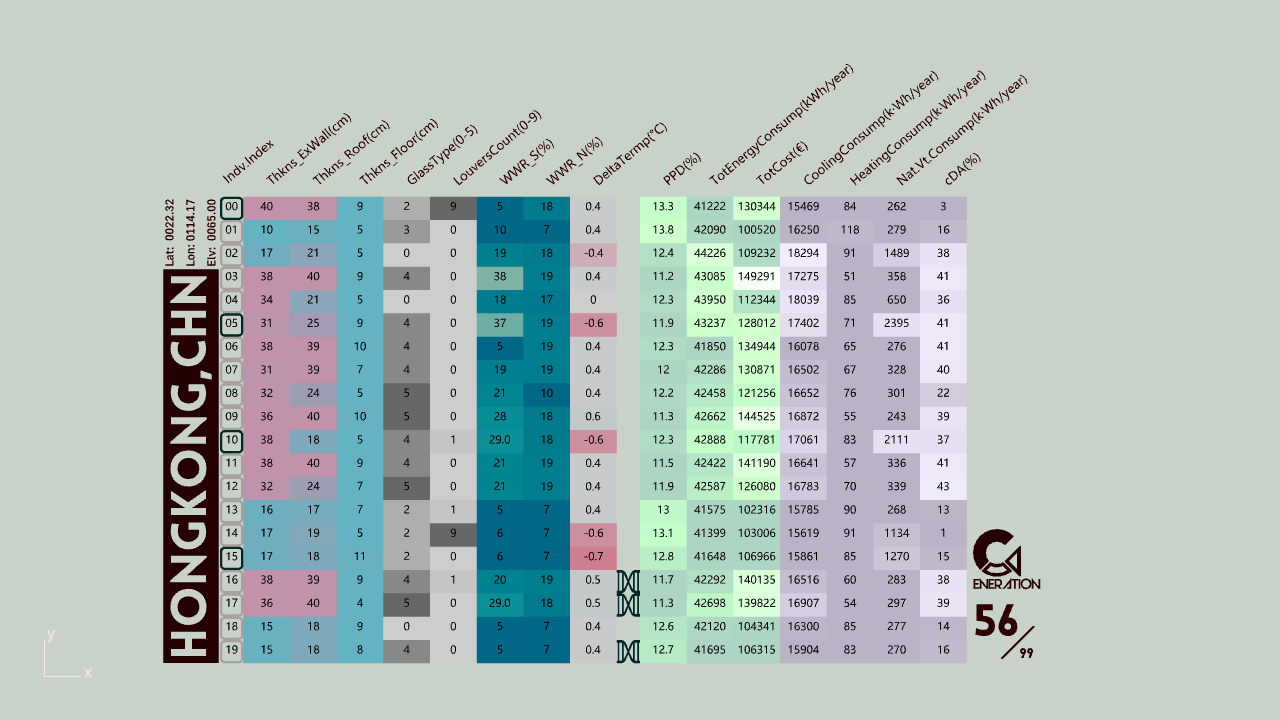 Indv.Index Thkns_ExWall(cm) Thkns_Roof(cm) Thkns_Floor(cm) GlassType(0-5) LouversCount(0-9) WWR_S(%) WWR_N(%) DeltaTermp(°C) PPD(%) TotEnergyConsump(kWh/year) TotCost(€) CoolingConsump(k·Wh/year) HeatingConsump(k·Wh/year) Nat.Vt.Consump(k·Wh/year) cDA(%)
Lat: 0022.32
Lon: 0114.17
Elv: 0065.00
HONGKONG,CHN
00 40 38 9 2 9 5 18 0.4 13.3 41222 130344 15469 84 262 3
01 10 15 5 3 0 10 7 0.4 13.8 42090 100520 16250 118 279 16
02 17 21 5 0 0 19 18 -0.4 12.4 44226 109232 18294 91 1489 38
03 38 40 9 4 0 38 19 0.4 11.2 43085 149291 17275 51 358 41
04 34 21 5 0 0 18 17 0 12.3 43950 112344 18039 85 650 36
05 31 25 9 4 0 37 19 -0.6 11.9 43237 128012 17402 71 2395 41
06 38 39 10 4 0 5 19 0.4 12.3 41850 134944 16078 65 276 41
07 31 39 7 4 0 19 19 0.4 12 42286 130871 16502 67 328 40
08 32 24 5 5 0 21 10 0.4 12.2 42458 121256 16652 76 301 22
09 36 40 10 5 0 28 18 0.6 11.3 42662 144525 16872 55 243 39
10 38 18 5 4 1 29.0 18 -0.6 12.3 42888 117781 17061 83 2111 37
11 38 40 9 4 0 21 19 0.4 11.5 42422 141190 16641 57 336 41
12 32 24 7 5 0 21 19 0.4 11.9 42587 126080 16783 70 339 43
13 16 17 7 2 1 5 7 0.4 13 41575 102316 15785 90 268 13
14 17 19 5 2 9 6 7 -0.6 13.1 41399 103006 15619 91 1134 1
15 17 18 11 2 0 6 7 -0.7 12.8 41648 106966 15861 85 1270 15
16 38 39 9 4 1 20 19 0.5 11.7 42292 140135 16516 60 283 38
17 36 40 4 5 0 29.0 18 0.5 11.3 42698 139822 16907 54 297 39
18 15 18 9 0 0 5 7 0.4 12.6 42120 104341 16300 85 277 14
19 15 18 8 4 0 5 7 0.4 12.7 41695 106315 15904 83 270 16
GENERATION
56/99
y
x